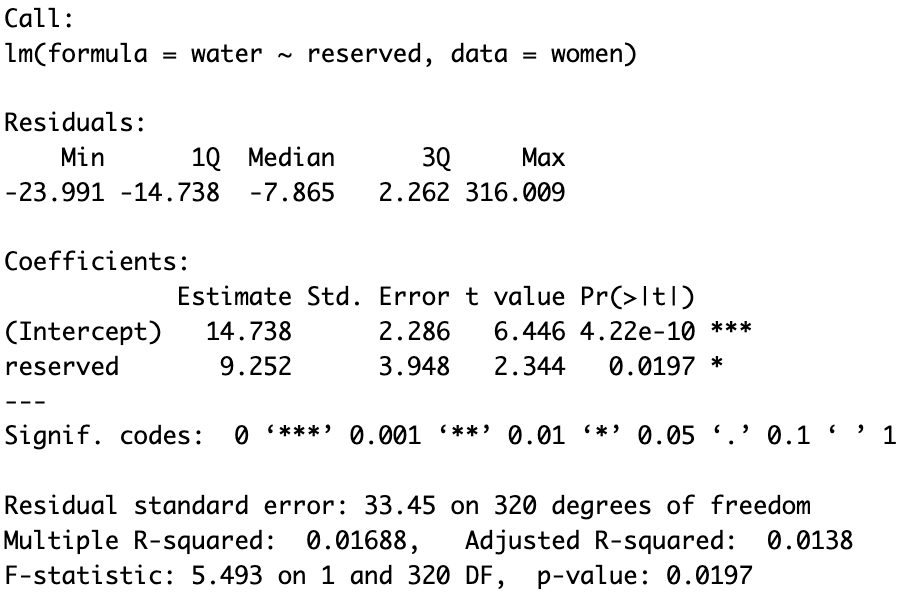 Call:
lm(formula = water ~ reserved, data = women)

Residuals:
    Min      1Q  Median      3Q     Max
-23.991 -14.738  -7.865   2.262 316.009

Coefficients:
            Estimate Std. Error t value Pr(>|t|)
(Intercept)   14.738      2.286   6.446 4.22e-10 ***
reserved       9.252      3.948   2.344   0.0197 *
---
Signif. codes:  0 ‘***’ 0.001 ‘**’ 0.01 ‘*’ 0.05 ‘.’ 0.1 ‘ ’ 1

Residual standard error: 33.45 on 320 degrees of freedom
Multiple R-squared:  0.01688,   Adjusted R-squared:  0.0138
F-statistic: 5.493 on 1 and 320 DF,  p-value: 0.0197